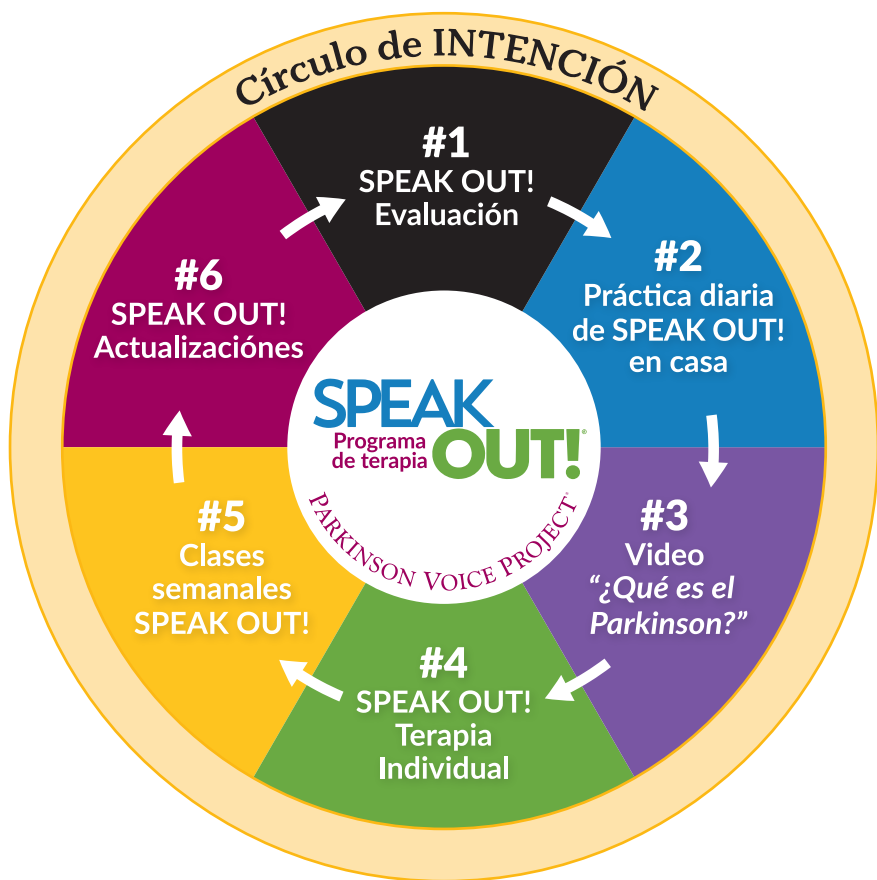 Círculo de INTENCIÓN
#1
SPEAK OUT!
Evaluación
#2
Práctica diaria
de SPEAK OUT!
en casa
#3
Video
“¿Qué es el
Parkinson?”
#4
SPEAK OUT!
Terapia
Individual
#5
Clases
semanales
SPEAK OUT!
#6
SPEAK OUT!
Actualizaciónes
SPEAK
Programa
de terapia
OUT!®
PARKINSON VOICE PROJECT®